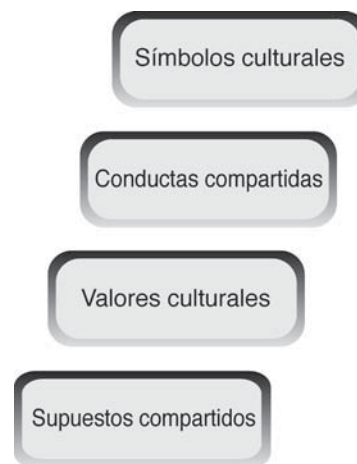 Símbolos culturales
Conductas compartidas
Valores culturales
Supuestos compartidos